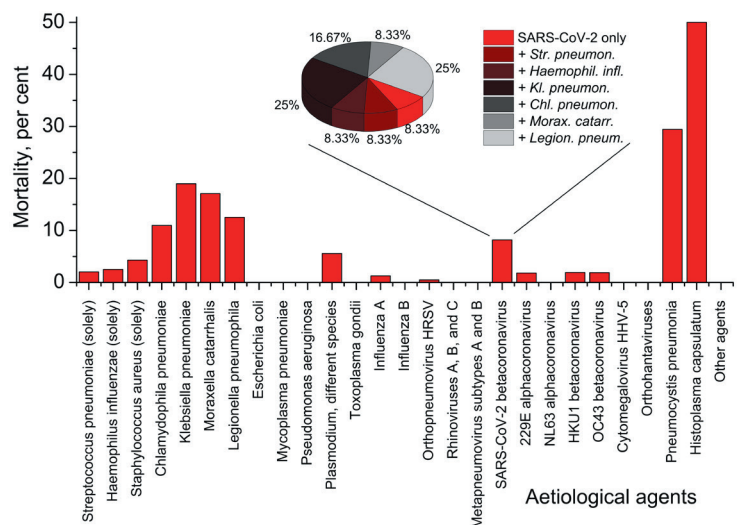 Mortality, per cent
50
40
30
20
10
0
16.67%
8.33%
25%
25%
8.33%
8.33%
8.33%
SARS-CoV-2 only
+ Str. pneumon.
+ Haemophil. infl.
+ Kl. pneumon.
+ Chl. pneumon.
+ Morax. catarr.
+ Legion. pneum.
Streptococcus pneumoniae (solely)
Haemophilus influenzae (solely)
Staphylococcus aureus (solely)
Chlamydophila pneumoniae
Klebsiella pneumoniae
Moraxella catarrhalis
Legionella pneumophila
Escherichia coli
Mycoplasma pneumoniae
Pseudomonas aeruginosa
Plasmodium, different species
Toxoplasma gondii
Influenza A
Influenza B
Orthopneumovirus HRSV
Rhinoviruses A, B, and C
Metapneumovirus subtypes A and B
SARS-CoV-2 betacoronavirus
229E alphacoronavirus
NL63 alphacoronavirus
HKU1 betacoronavirus
OC43 betacoronavirus
Cytomegalovirus HHV-5
Orthohantaviruses
Pneumocystis pneumonia
Histoplasma capsulatum
Other agents
Aetiological agents